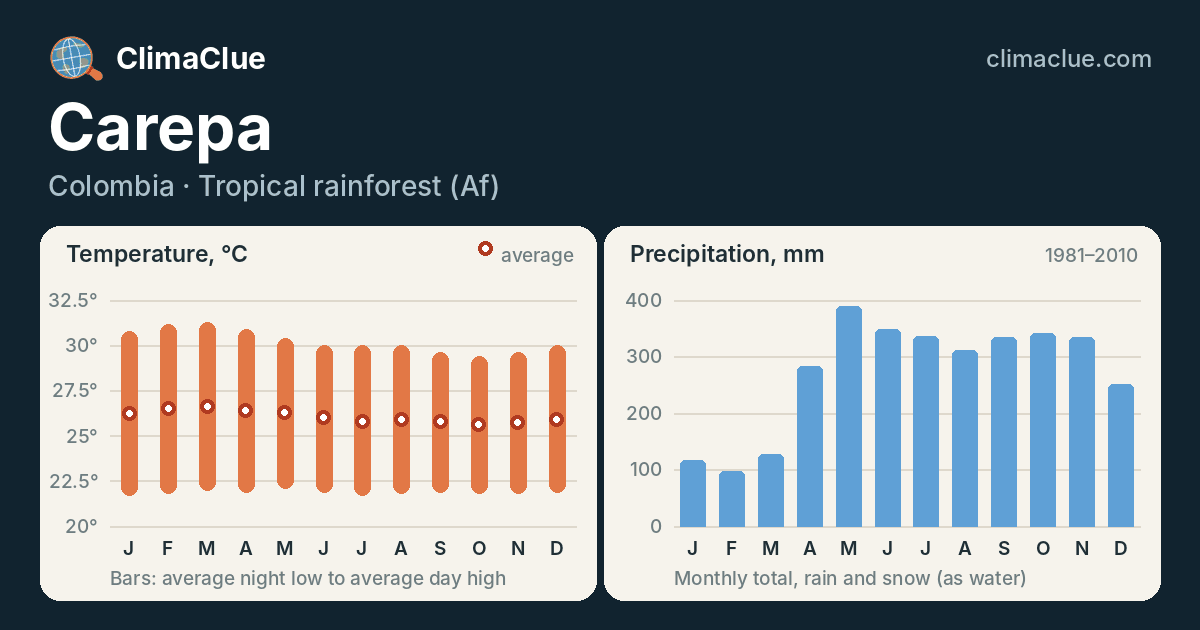 ClimaClue
climaclue.com
Carepa
Colombia · Tropical rainforest (Af)
Temperature, °C
average
32.5°
30°
27.5°
25°
22.5°
20°
J F M A M J J A S O N D
Bars: average night low to average day high
Precipitation, mm
1981–2010
400
300
200
100
0
J F M A M J J A S O N D
Monthly total, rain and snow (as water)